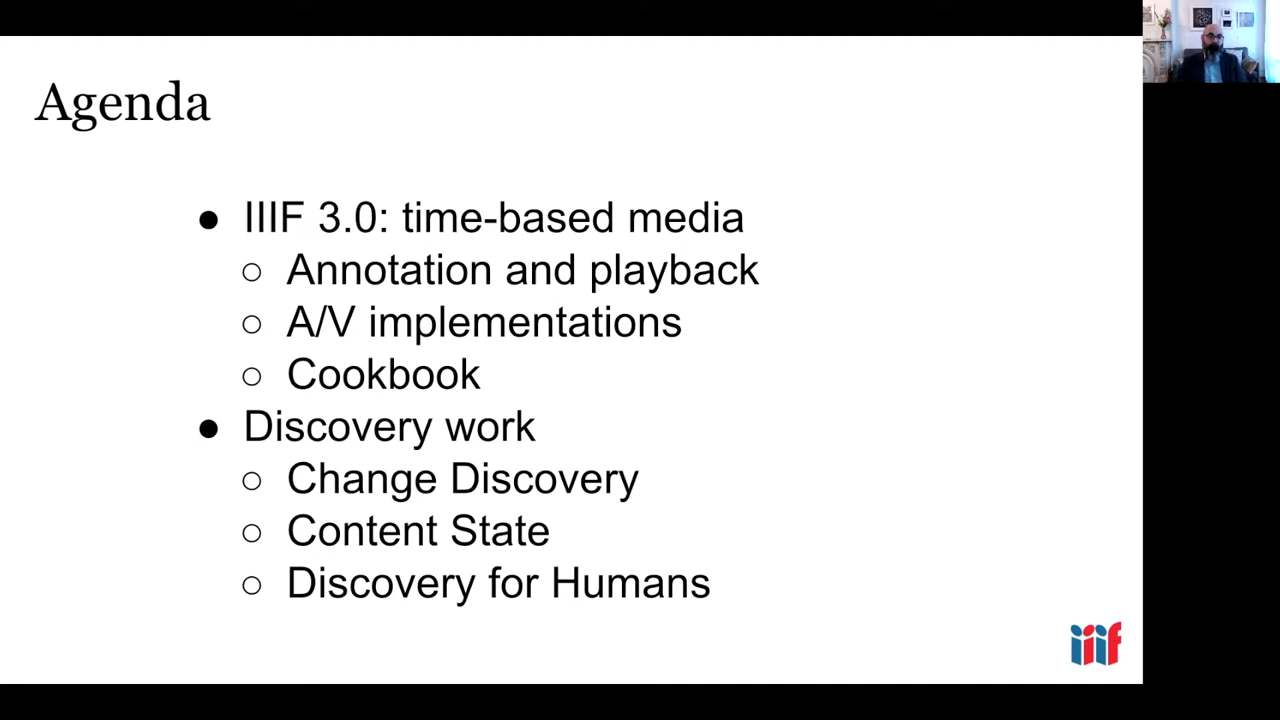 Agenda
● IIIF 3.0: time-based media
○ Annotation and playback
○ A/V implementations
○ Cookbook
● Discovery work
○ Change Discovery
○ Content State
○ Discovery for Humans
iiif